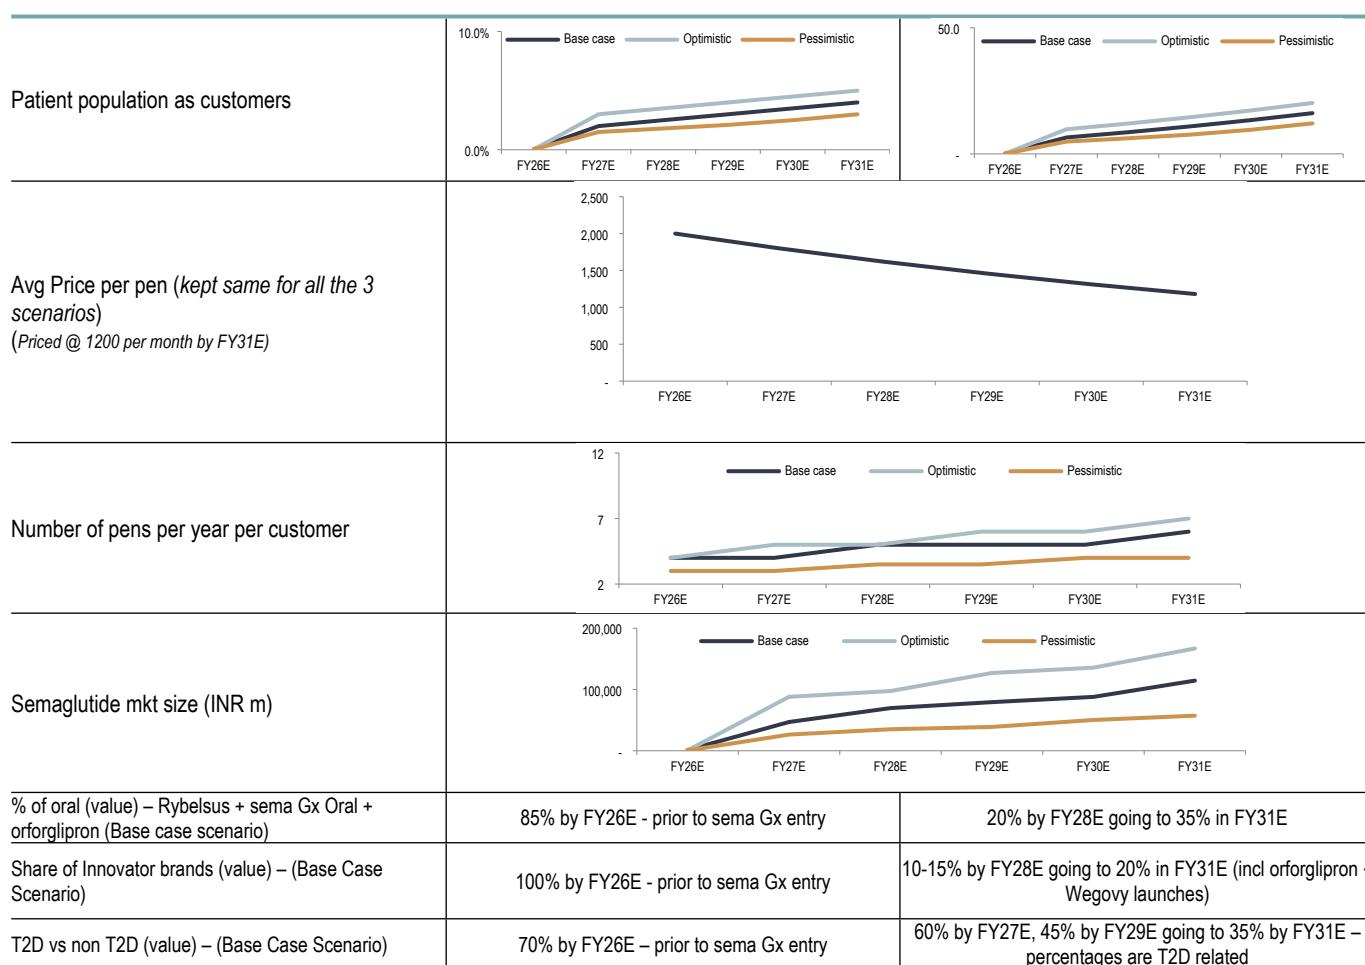 Patient population as customers
10.0%
0.0%
Base case Optimistic Pessimistic
FY26E FY27E FY28E FY29E FY30E FY31E
50.0
-
Base case Optimistic Pessimistic
FY26E FY27E FY28E FY29E FY30E FY31E
Avg Price per pen (kept same for all the 3
scenarios)
(Priced @ 1200 per month by FY31E)
2,500
2,000
1,500
1,000
500
-
FY26E FY27E FY28E FY29E FY30E FY31E
Number of pens per year per customer
12
7
2
Base case Optimistic Pessimistic
FY26E FY27E FY28E FY29E FY30E FY31E
Semaglutide mkt size (INR m)
200,000
100,000
-
Base case Optimistic Pessimistic
FY26E FY27E FY28E FY29E FY30E FY31E
% of oral (value) – Rybelsus + sema Gx Oral +
orforglipron (Base case scenario)
85% by FY26E - prior to sema Gx entry
20% by FY28E going to 35% in FY31E
Share of Innovator brands (value) – (Base Case
Scenario)
100% by FY26E - prior to sema Gx entry
10-15% by FY28E going to 20% in FY31E (incl orforglipron
Wegovy launches)
T2D vs non T2D (value) – (Base Case Scenario)
70% by FY26E – prior to sema Gx entry
60% by FY27E, 45% by FY29E going to 35% by FY31E –
percentages are T2D related